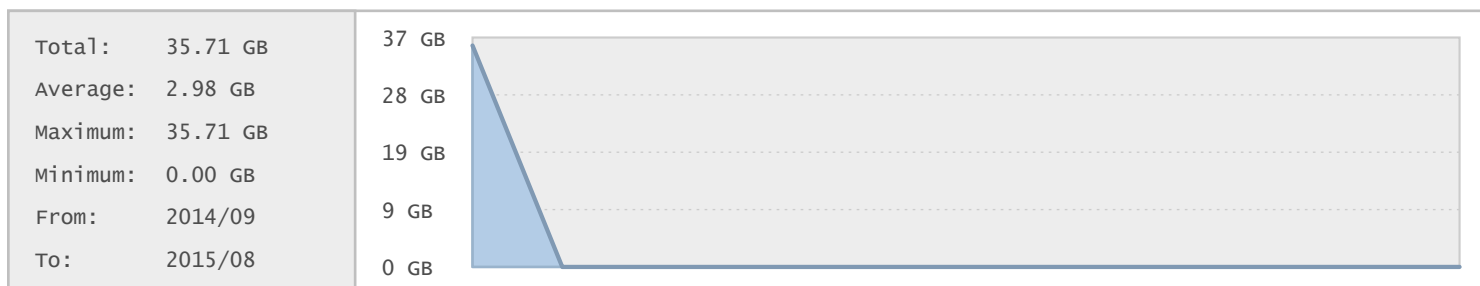 Total: 35.71 GB
Average: 2.98 GB
Maximum: 35.71 GB
Minimum: 0.00 GB
From: 2014/09
To: 2015/08
37 GB
28 GB
19 GB
9 GB
0 GB